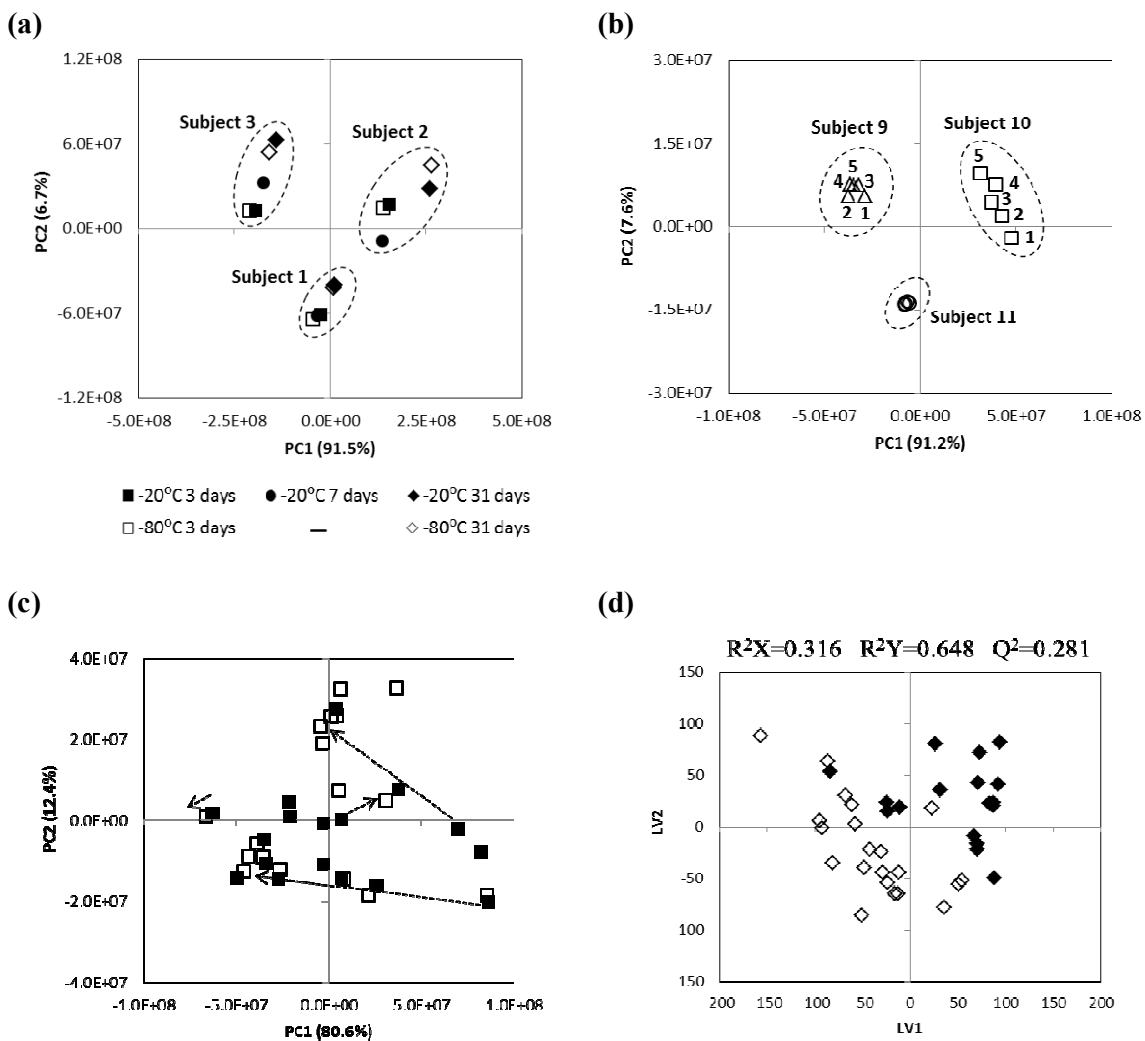 (a)
1.2E+08
6.0E+07
0.0E+00
-6.0E+07
-1.2E+08
PC2 (6.7%)
Subject 3
Subject 2
Subject 1
-5.0E+08 -2.5E+08 0.0E+00 2.5E+08 5.0E+08
PC1 (91.5%)
-20°C 3 days -20°C 7 days -20°C 31 days
-80°C 3 days -80°C 31 days
(b)
3.0E+07
1.5E+07
0.0E+00
-1.5E+07
-3.0E+07
PC2 (7.6%)
Subject 9
Subject 10
5
4 3
2 1
5
4
3
2
1
Subject 11
-1.0E+08 -5.0E+07 0.0E+00 5.0E+07 1.0E+08
PC1 (91.2%)
(c)
4.0E+07
2.0E+07
0.0E+00
-2.0E+07
-4.0E+07
PC2 (12.4%)
-1.0E+08 -5.0E+07 0.0E+00 5.0E+07 1.0E+08
PC1 (80.6%)
(d)
R²X=0.316 R²Y=0.648 Q²=0.281
150
100
50
0
50
100
150
LV2
200 150 100 50 0 50 100 150 200
LV1